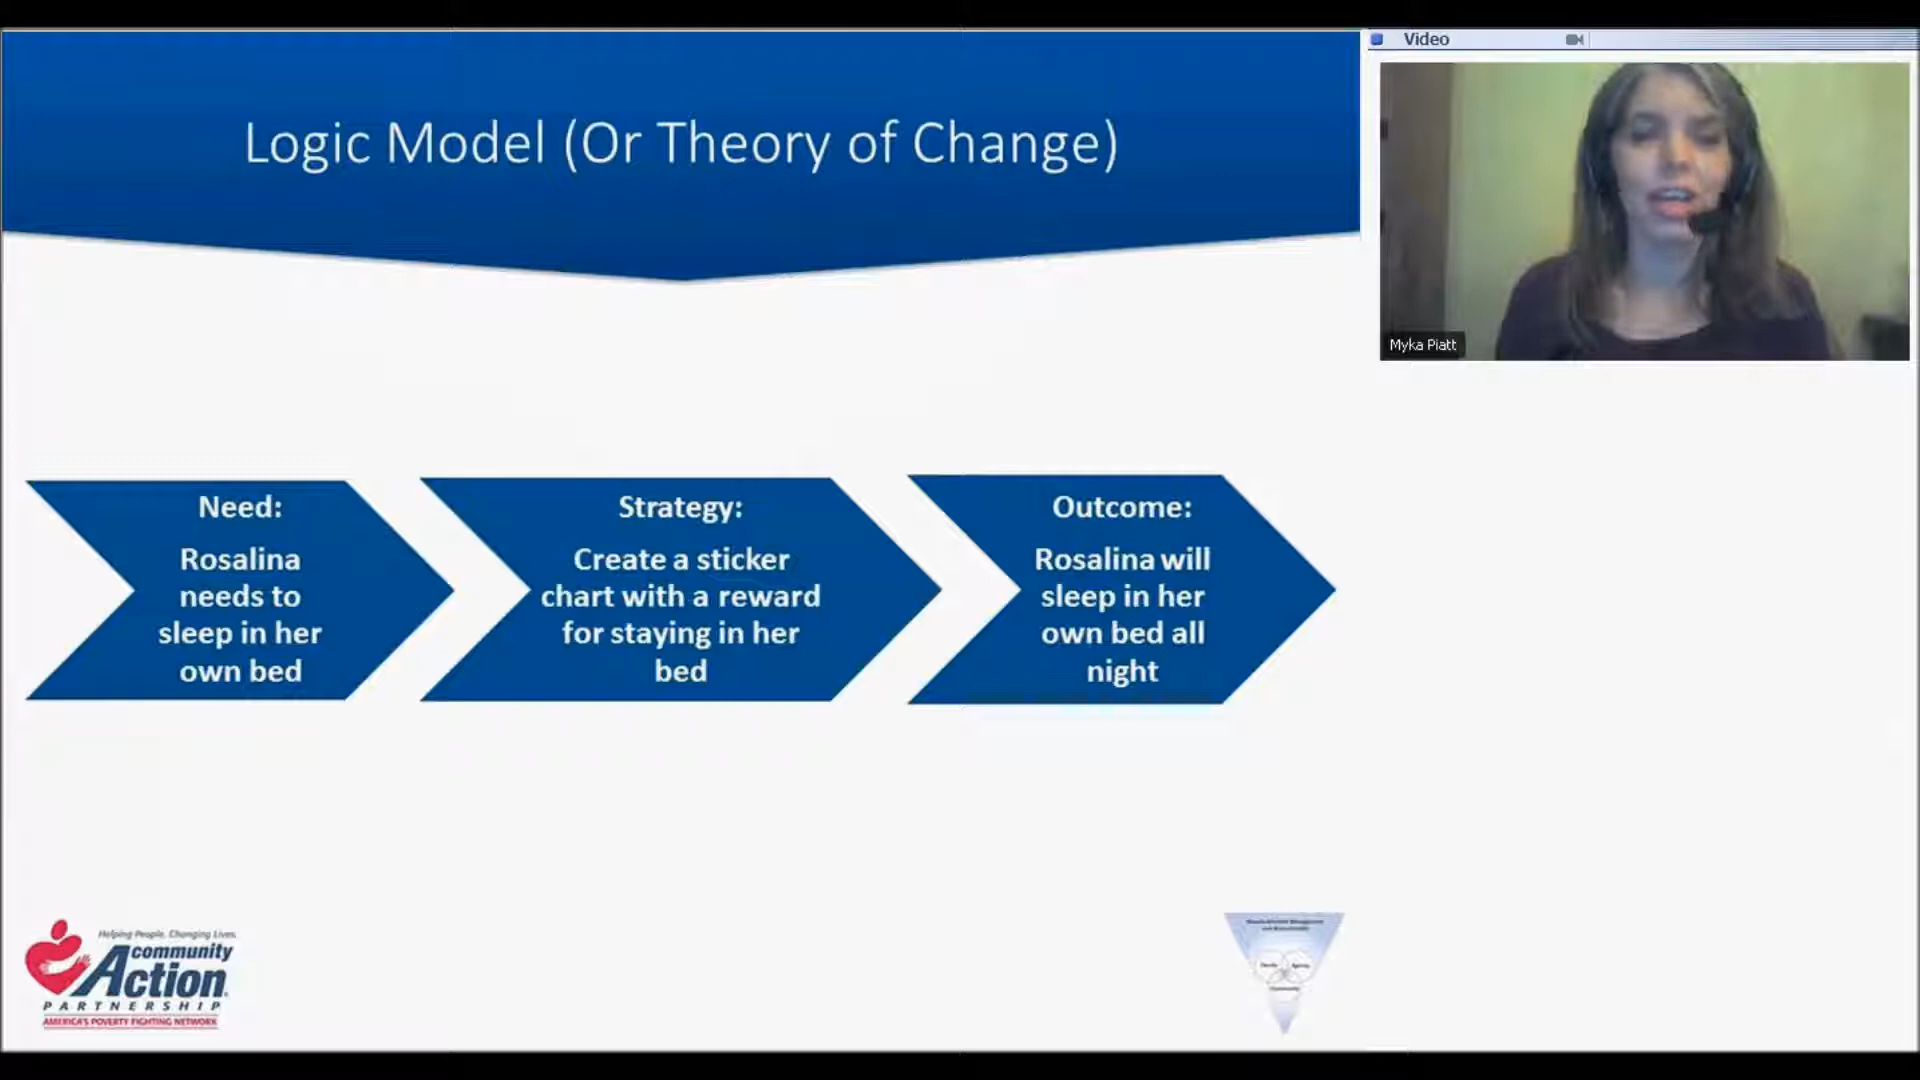 Video
Logic Model (Or Theory of Change)
Myka Piatt
Need:
Rosalina
needs to
sleep in her
own bed
Strategy:
Create a sticker
chart with a reward
for staying in her
bed
Outcome:
Rosalina will
sleep in her
own bed all
night
Helping People. Changing Lives.
community
Action
PARTNERSHIP
AMERICA'S POVERTY FIGHTING NETWORK